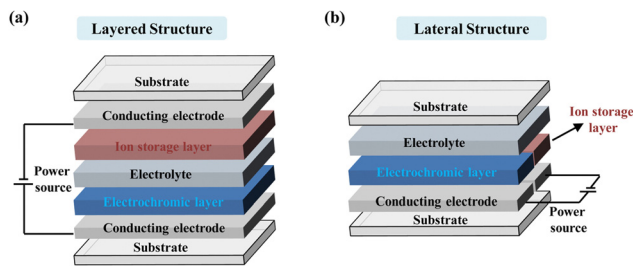 (a)
Layered Structure
Substrate
Conducting electrode
Ion storage layer
Electrolyte
Electrochromic layer
Conducting electrode
Substrate
Power
source
(b)
Lateral Structure
Substrate
Ion storage
layer
Electrolyte
Electrochromic layer
Conducting electrode
Substrate
Power
source